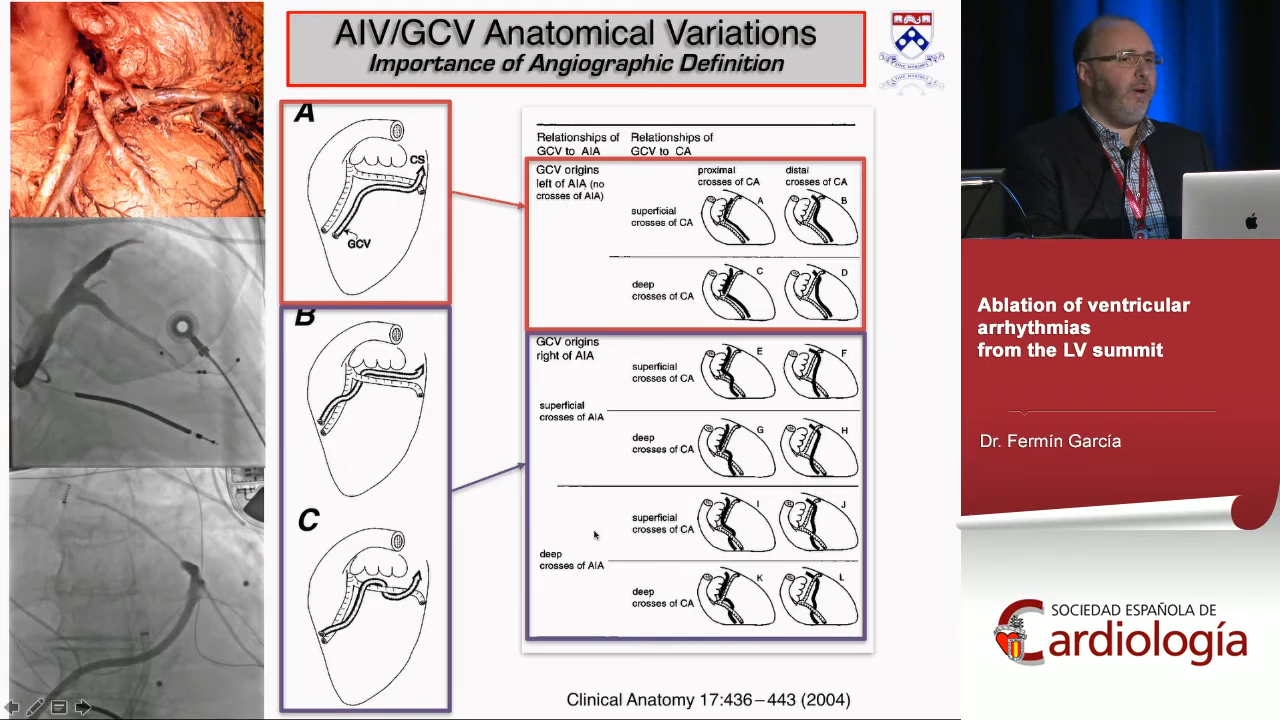 AIV/GCV Anatomical Variations
Importance of Angiographic Definition
A
CS
GCV
B
C
Relationships of
GCV to AIA
Relationships of
GCV to CA
GCV origins
left of AIA (no
crosses of AIA)
proximal
crosses of CA
distal
crosses of CA
superficial
crosses of CA
A
B
deep
crosses of CA
C
D
GCV origins
right of AIA
superficial
crosses of AIA
superficial
crosses of CA
E
F
deep
crosses of CA
G
H
deep
crosses of AIA
superficial
crosses of CA
I
J
deep
crosses of CA
K
L
Clinical Anatomy 17:436–443 (2004)
Ablation of ventricular
arrhythmias
from the LV summit
Dr. Fermín García
SOCIEDAD ESPAÑOLA DE
Cardiología